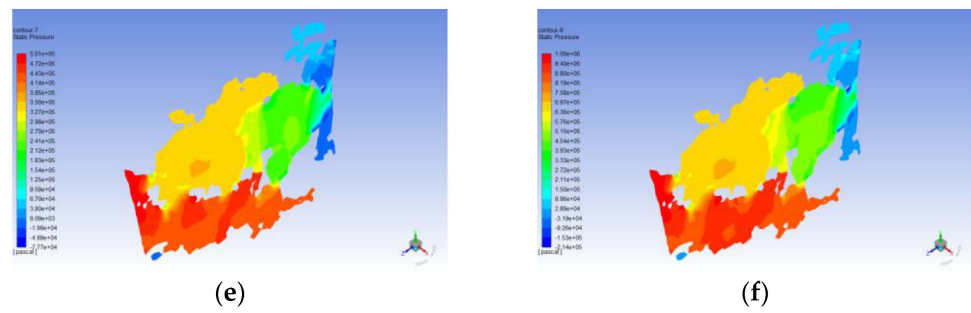 contour-7
Static Pressure
5.01e+05
4.72e+05
4.43e+05
4.14e+05
3.85e+05
3.56e+05
3.27e+05
2.98e+05
2.70e+05
2.41e+05
2.12e+05
1.83e+05
1.54e+05
1.25e+05
9.59e+04
6.70e+04
3.80e+04
9.09e+03
-1.98e+04
-4.88e+04
-7.77e+04
[ pascal ]
Z
(e)
contour-8
Static Pressure
1.00e+06
9.40e+05
8.80e+05
8.19e+05
7.58e+05
6.97e+05
6.36e+05
5.76e+05
5.15e+05
4.54e+05
3.93e+05
3.33e+05
2.72e+05
2.11e+05
1.50e+05
8.96e+04
2.89e+04
-3.19e+04
-9.26e+04
-1.53e+05
-2.14e+05
[ pascal ]
Z
(f)